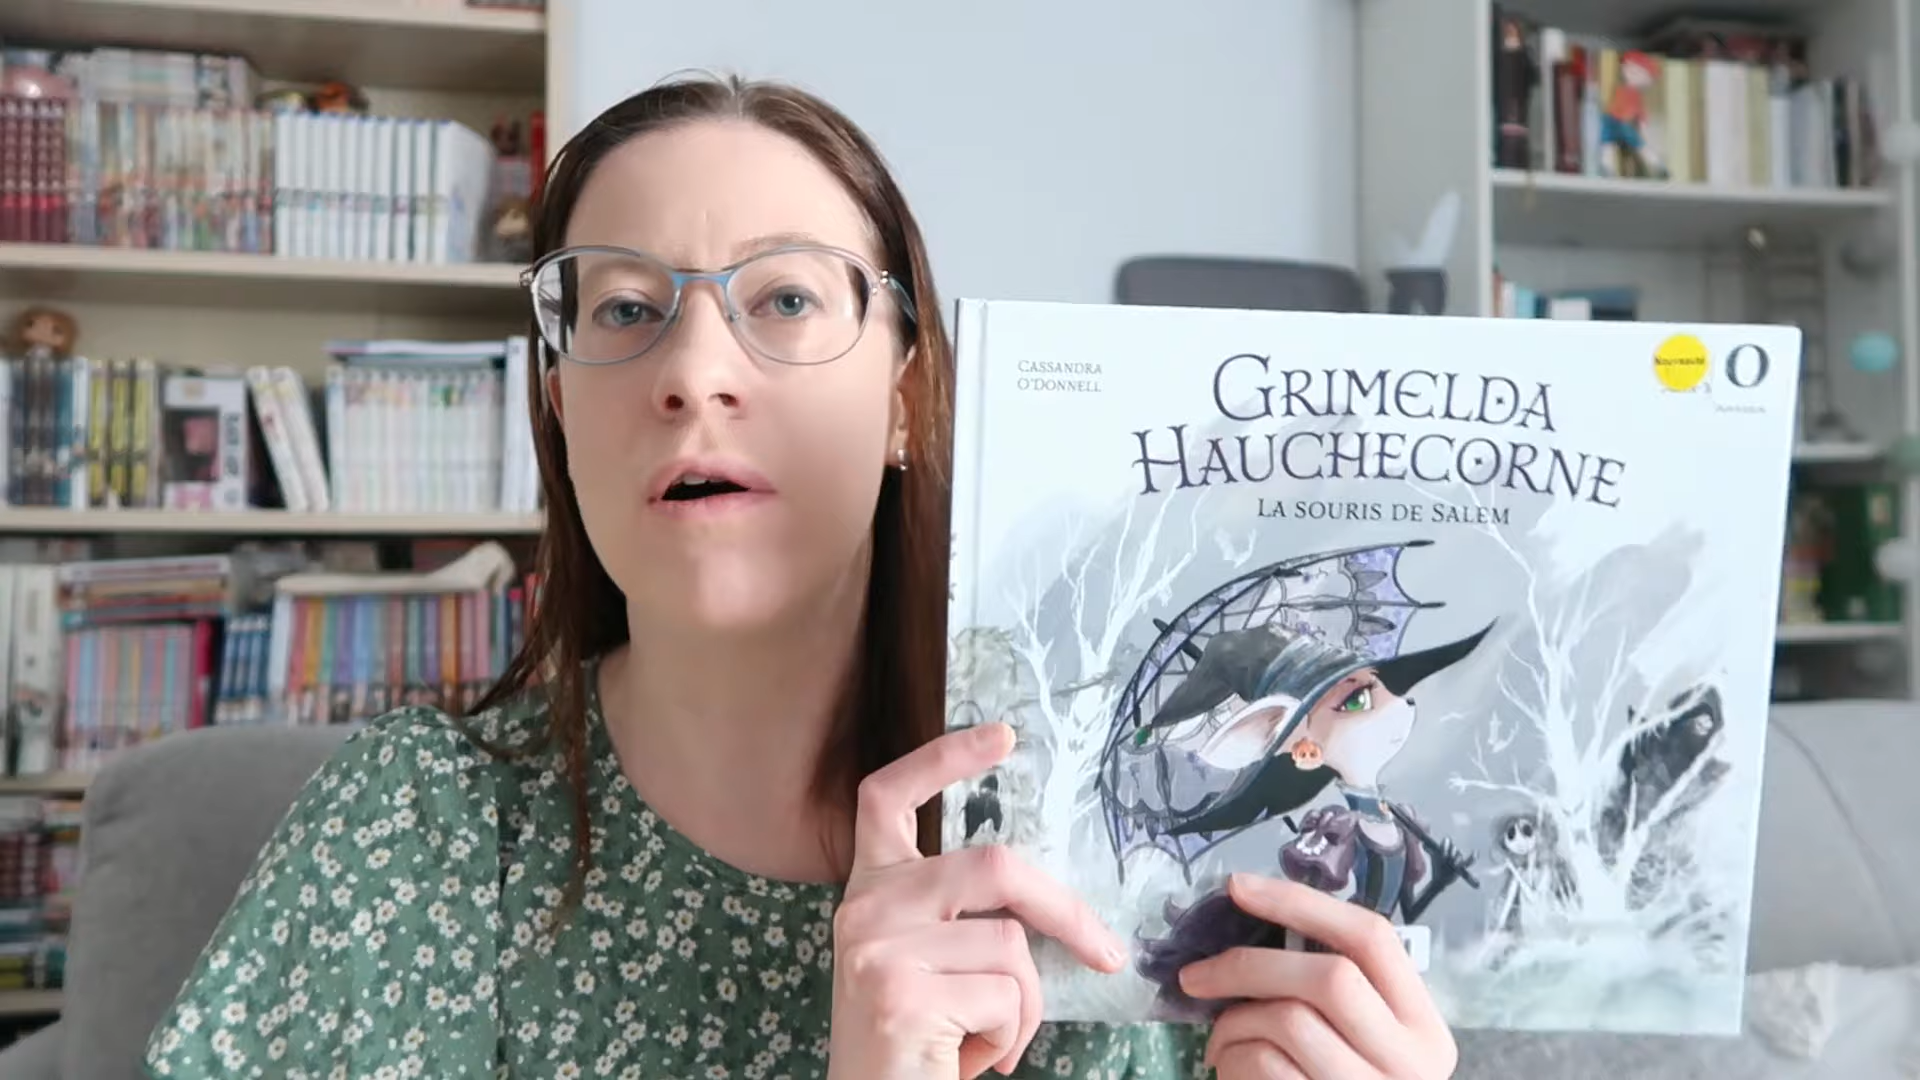 CASSANDRA
O'DONNELL
GRIMELDA
HAUCHECORNE
LA SOURIS DE SALEM
Nouveauté
O